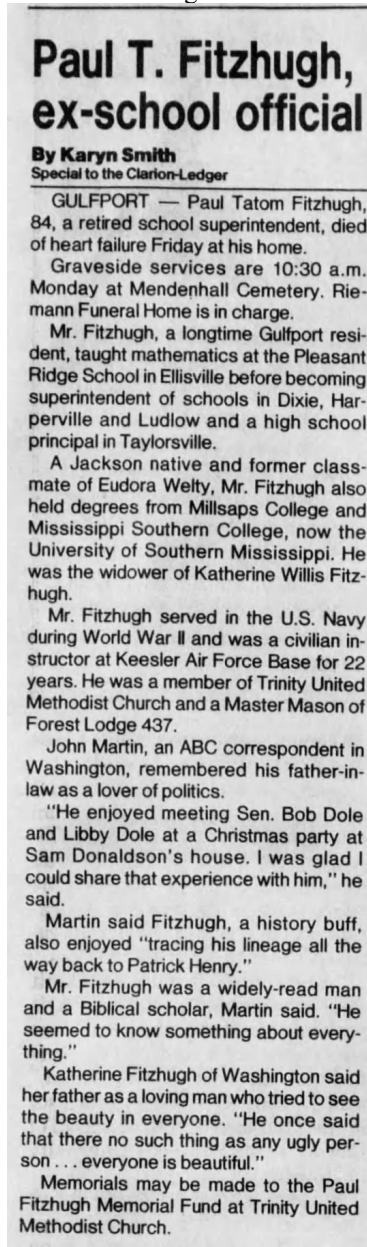 Paul T. Fitzhugh,
ex-school official
By Karyn Smith
Special to the Clarion-Ledger
GULFPORT — Paul Tatom Fitzhugh,
84, a retired school superintendent, died
of heart failure Friday at his home.
Graveside services are 10:30 a.m.
Monday at Mendenhall Cemetery. Rie-
mann Funeral Home is in charge.
Mr. Fitzhugh, a longtime Gulfport resi-
dent, taught mathematics at the Pleasant
Ridge School in Ellisville before becoming
superintendent of schools in Dixie, Har-
perville and Ludlow and a high school
principal in Taylorsville.
A Jackson native and former class-
mate of Eudora Welty, Mr. Fitzhugh also
held degrees from Millsaps College and
Mississippi Southern College, now the
University of Southern Mississippi. He
was the widower of Katherine Willis Fitz-
hugh.
Mr. Fitzhugh served in the U.S. Navy
during World War II and was a civilian in-
structor at Keesler Air Force Base for 22
years. He was a member of Trinity United
Methodist Church and a Master Mason of
Forest Lodge 437.
John Martin, an ABC correspondent in
Washington, remembered his father-in-
law as a lover of politics.
"He enjoyed meeting Sen. Bob Dole
and Libby Dole at a Christmas party at
Sam Donaldson's house. I was glad I
could share that experience with him," he
said.
Martin said Fitzhugh, a history buff,
also enjoyed "tracing his lineage all the
way back to Patrick Henry."
Mr. Fitzhugh was a widely-read man
and a Biblical scholar, Martin said. "He
seemed to know something about every-
thing."
Katherine Fitzhugh of Washington said
her father as a loving man who tried to see
the beauty in everyone. "He once said
that there no such thing as any ugly per-
son . . . everyone is beautiful."
Memorials may be made to the Paul
Fitzhugh Memorial Fund at Trinity United
Methodist Church.